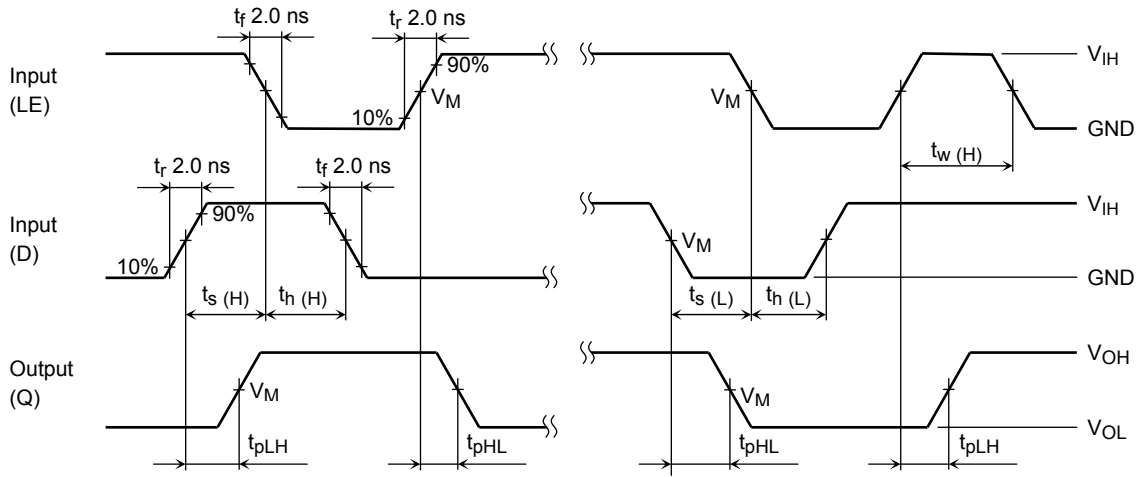 tf 2.0 ns
tr 2.0 ns
Input
(LE)
90%
VM
10%
VM
VIH
GND
tw (H)
tr 2.0 ns
tf 2.0 ns
Input
(D)
90%
10%
VM
VIH
GND
ts (H)
th (H)
ts (L)
th (L)
Output
(Q)
VM
VM
VOH
VOL
tpLH
tpHL
tpHL
tpLH